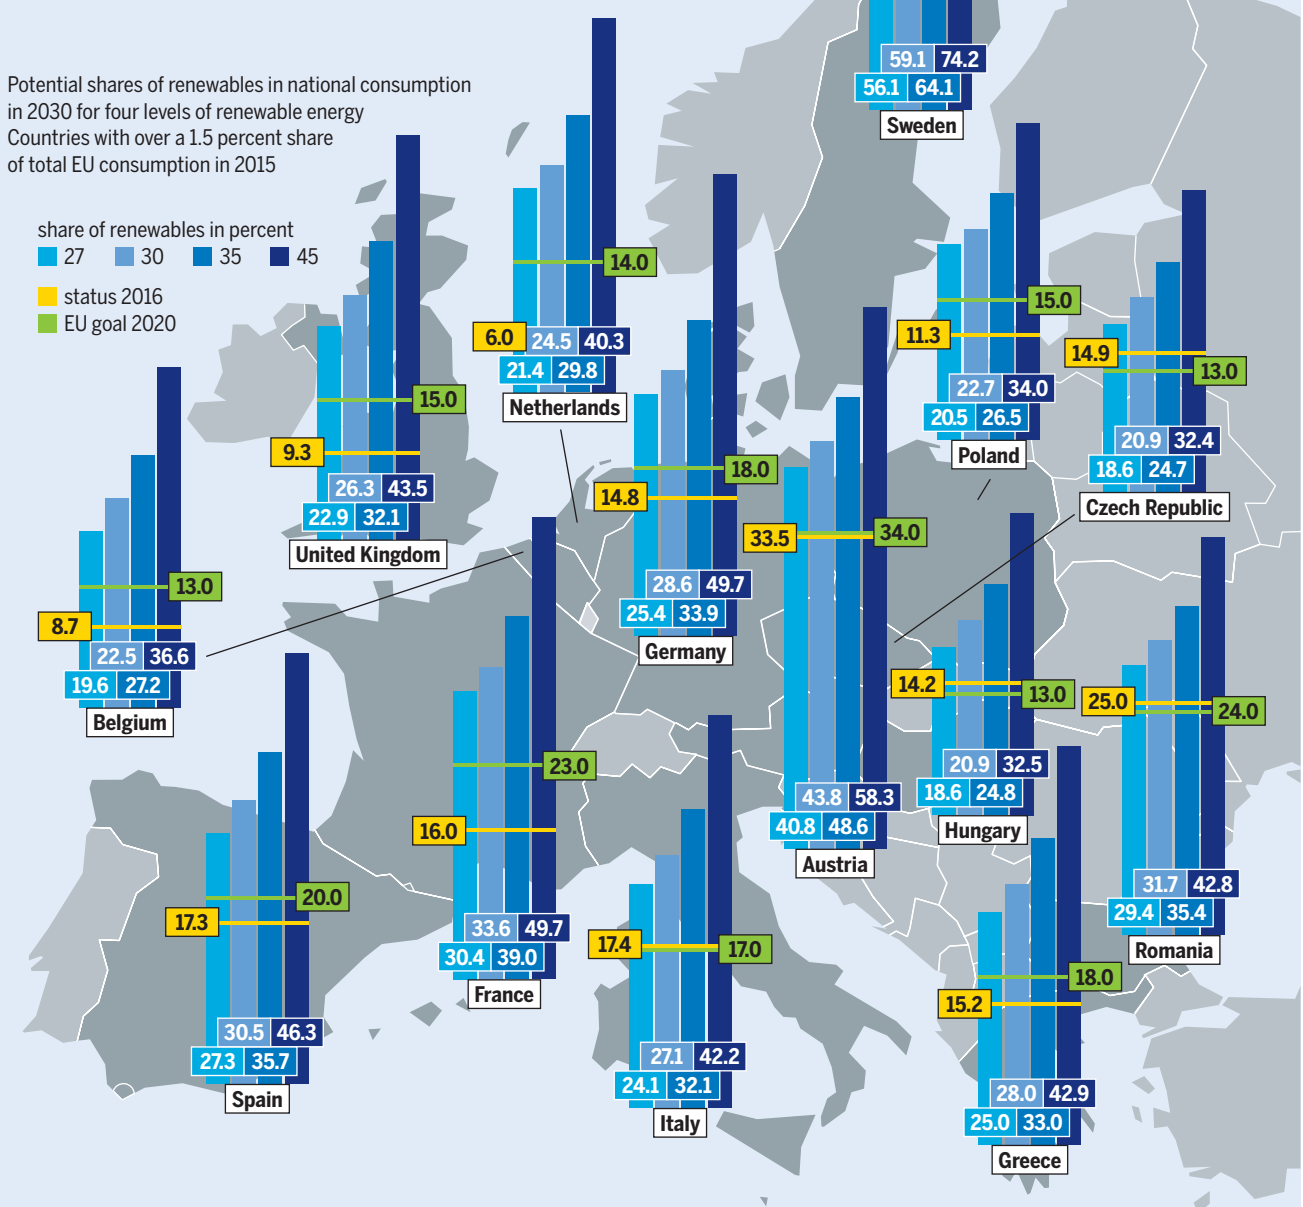 Potential shares of renewables in national consumption
in 2030 for four levels of renewable energy
Countries with over a 1.5 percent share
of total EU consumption in 2015
share of renewables in percent
27 30 35 45
status 2016
EU goal 2020
59.1 74.2
56.1 64.1
Sweden
14.0
6.0 24.5 40.3
21.4 29.8
Netherlands
15.0
11.3
22.7 34.0
20.5 26.5
Poland
14.9
13.0
20.9 32.4
18.6 24.7
Czech Republic
15.0
9.3
26.3 43.5
22.9 32.1
United Kingdom
18.0
14.8
28.6 49.7
25.4 33.9
Germany
34.0
33.5
43.8 58.3
40.8 48.6
Austria
13.0
8.7
22.5 36.6
19.6 27.2
Belgium
14.2
13.0
20.9 32.5
18.6 24.8
Hungary
25.0
24.0
31.7 42.8
29.4 35.4
Romania
23.0
16.0
33.6 49.7
30.4 39.0
France
20.0
17.3
30.5 46.3
27.3 35.7
Spain
17.4
17.0
27.1 42.2
24.1 32.1
Italy
18.0
15.2
28.0 42.9
25.0 33.0
Greece